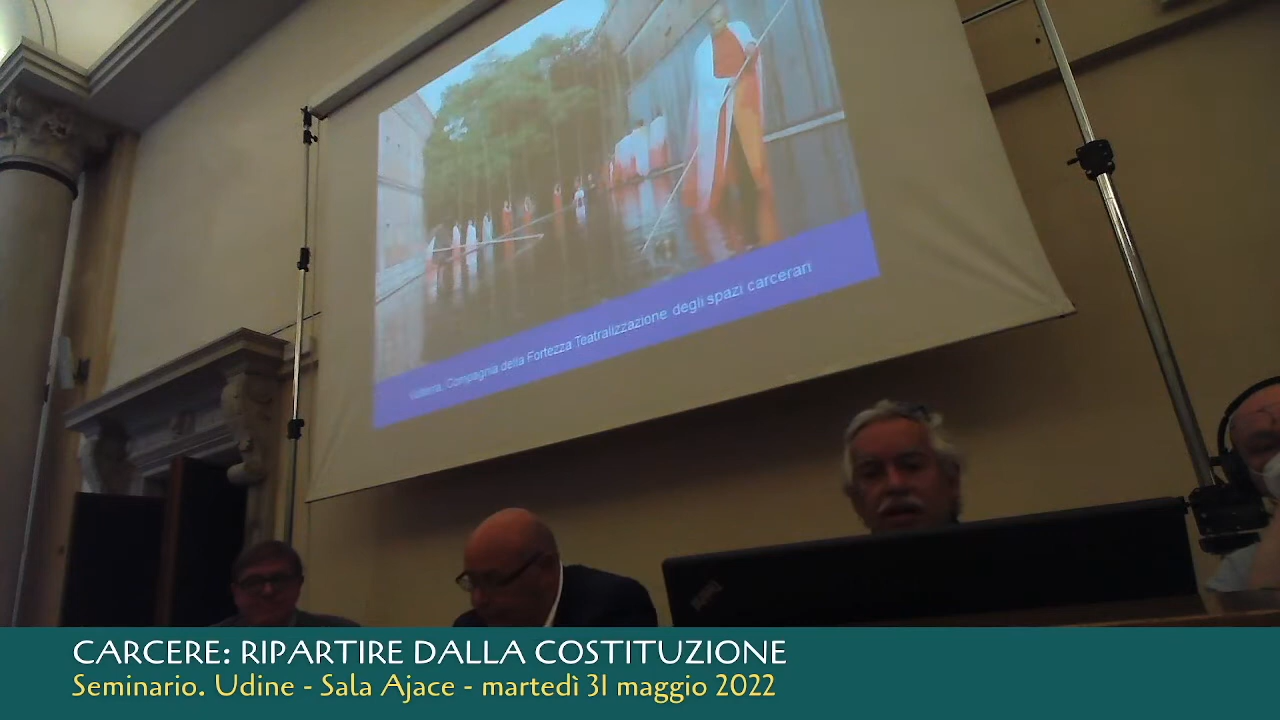 Volterra, Compagnia della Fortezza Teatralizzazione degli spazi carcerari
CARCERE: RIPARTIRE DALLA COSTITUZIONE
Seminario. Udine - Sala Ajace - martedì 31 maggio 2022